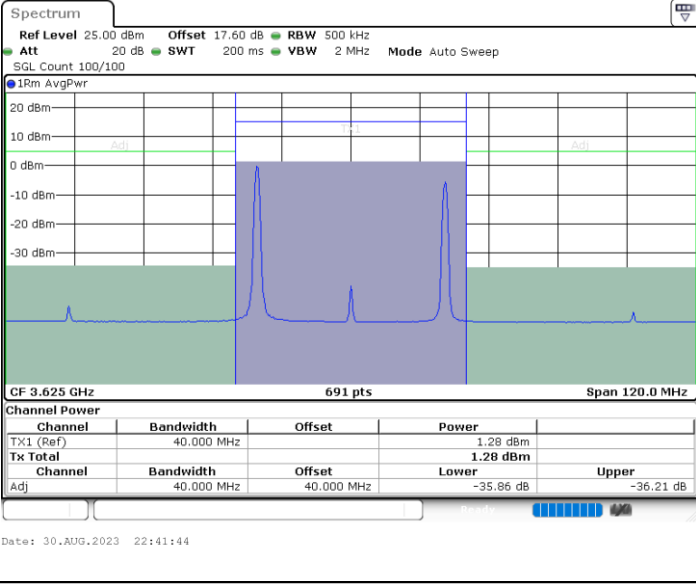 Spectrum
Ref Level 25.00 dBm Offset 17.60 dB RBW 500 kHz
Att 20 dB SWT 200 ms VBW 2 MHz Mode Auto Sweep
SGL Count 100/100
1Rm AvgPwr
20 dBm
TX1
10 dBm
Adj Adj
0 dBm
-10 dBm
-20 dBm
-30 dBm
CF 3.625 GHz 691 pts Span 120.0 MHz
Channel Power
Channel Bandwidth Offset Power
TX1 (Ref) 40.000 MHz 1.28 dBm
Tx Total 1.28 dBm
Channel Bandwidth Offset Lower Upper
Adj 40.000 MHz 40.000 MHz -35.86 dB -36.21 dB
Ready
Date: 30.AUG.2023 22:41:44